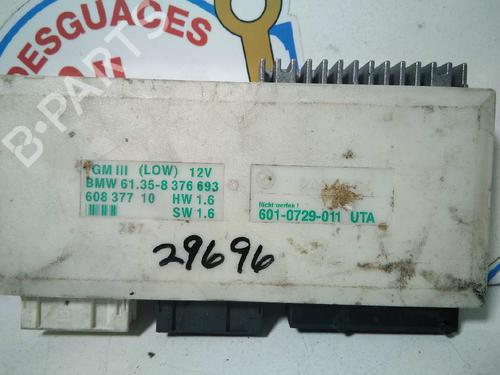 DESGUACES
B-PARTS
GM III (LOW) 12V
BMW 61.35-8 376 693
608 377 10 HW 1.6
SW 1.6
Nicht werfen !
601-0729-011 UTA
29696